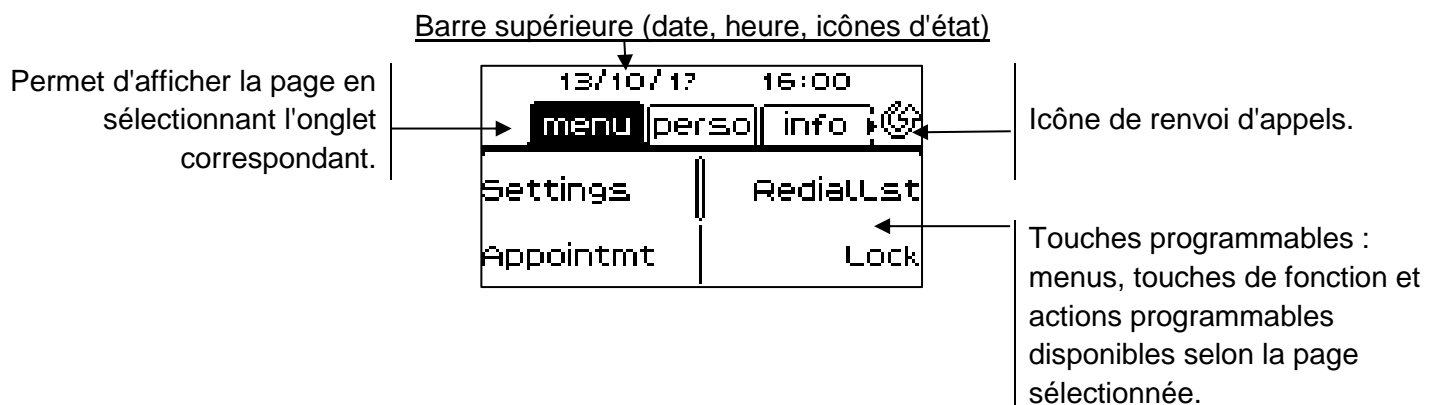 Barre supérieure (date, heure, icônes d'état)
Permet d'afficher la page en
sélectionnant l'onglet
correspondant.
13/10/17 16:00
menu perso info
Settings RedialLst
Appointmt Lock
Icône de renvoi d'appels.
Touches programmables :
menus, touches de fonction et
actions programmables
disponibles selon la page
sélectionnée.